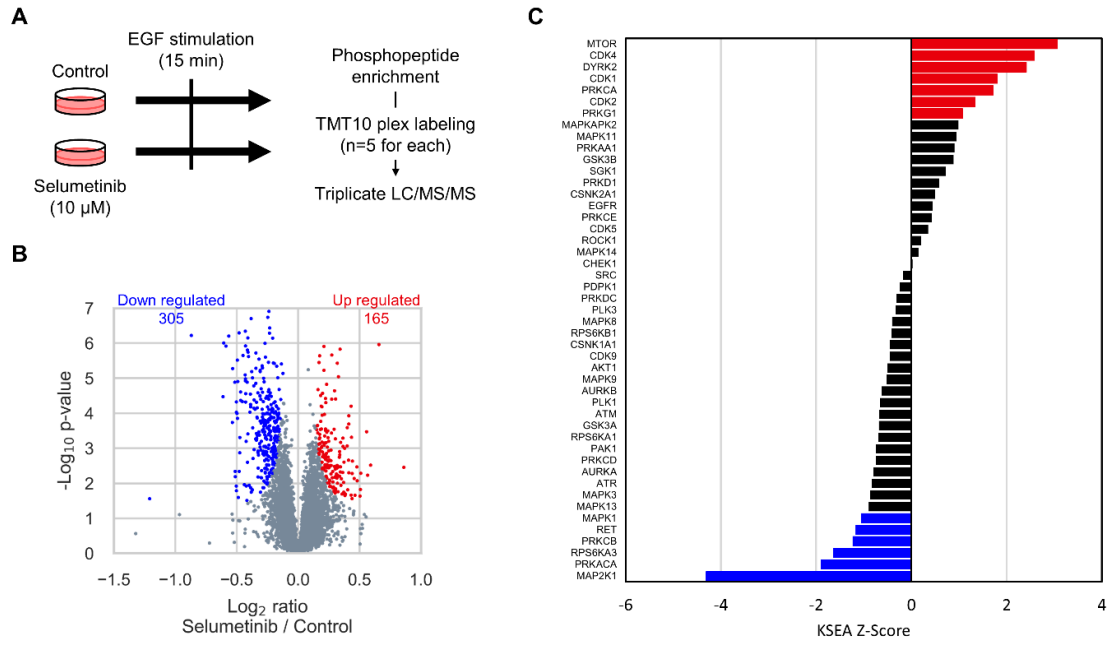 A
EGF stimulation
(15 min)
Control
Selumetinib
(10 µM)
Phosphopeptide
enrichment
TMT10 plex labeling
(n=5 for each)
Triplicate LC/MS/MS
B
Down regulated
305
Up regulated
165
7
6
5
4
3
2
1
0
-Log10 p-value
−1.5
−1.0
−0.5
0.0
0.5
1.0
Log2 ratio
Selumetinib / Control
C
MTOR
CDK4
DYRK2
CDK1
PRKCA
CDK2
PRKG1
MAPKAPK2
MAPK11
PRKAA1
GSK3B
SGK1
PRKD1
CSNK2A1
EGFR
PRKCE
CDK5
ROCK1
MAPK14
CHEK1
SRC
PDPK1
PRKDC
PLK3
MAPK8
RPS6KB1
CSNK1A1
CDK9
AKT1
MAPK9
AURKB
PLK1
ATM
GSK3A
RPS6KA1
PAK1
PRKCD
AURKA
ATR
MAPK3
MAPK13
MAPK1
RET
PRKCB
RPS6KA3
PRKACA
MAP2K1
-6
-4
-2
0
2
4
KSEA Z-Score